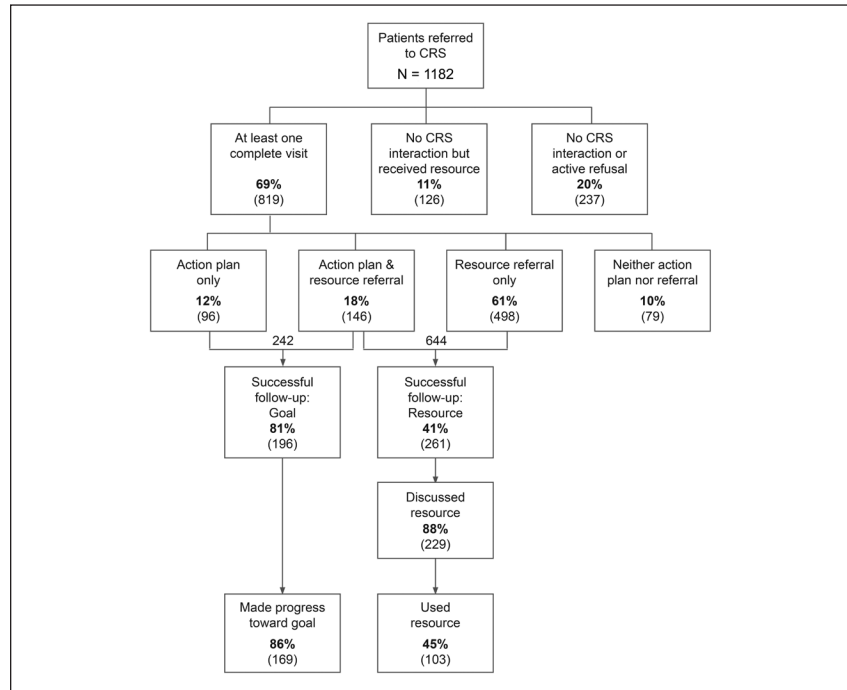 Patients referred
to CRS
N = 1182
At least one
complete visit
69%
(819)
No CRS
interaction but
received resource
11%
(126)
No CRS
interaction or
active refusal
20%
(237)
Action plan
only
12%
(96)
Action plan &
resource referral
18%
(146)
Resource referral
only
61%
(498)
Neither action
plan nor referral
10%
(79)
242
644
Successful
follow-up:
Goal
81%
(196)
Successful
follow-up:
Resource
41%
(261)
Discussed
resource
88%
(229)
Made progress
toward goal
86%
(169)
Used
resource
45%
(103)